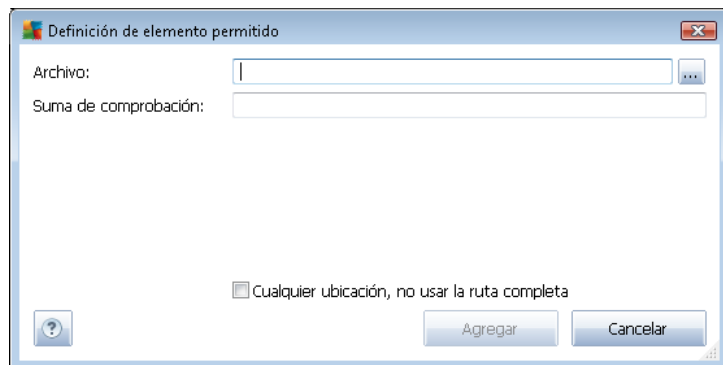 Definición de elemento permitido
Archivo:
...
Suma de comprobación:
Cualquier ubicación, no usar la ruta completa
?
Agregar
Cancelar